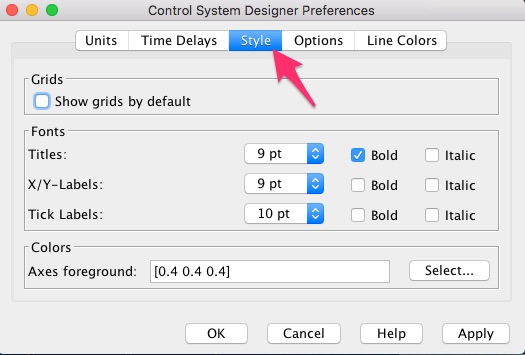 Control System Designer Preferences
Units Time Delays Style Options Line Colors
Grids
Show grids by default
Fonts
Titles: 9 pt Bold Italic
X/Y-Labels: 9 pt Bold Italic
Tick Labels: 10 pt Bold Italic
Colors
Axes foreground: [0.4 0.4 0.4] Select...
OK Cancel Help Apply